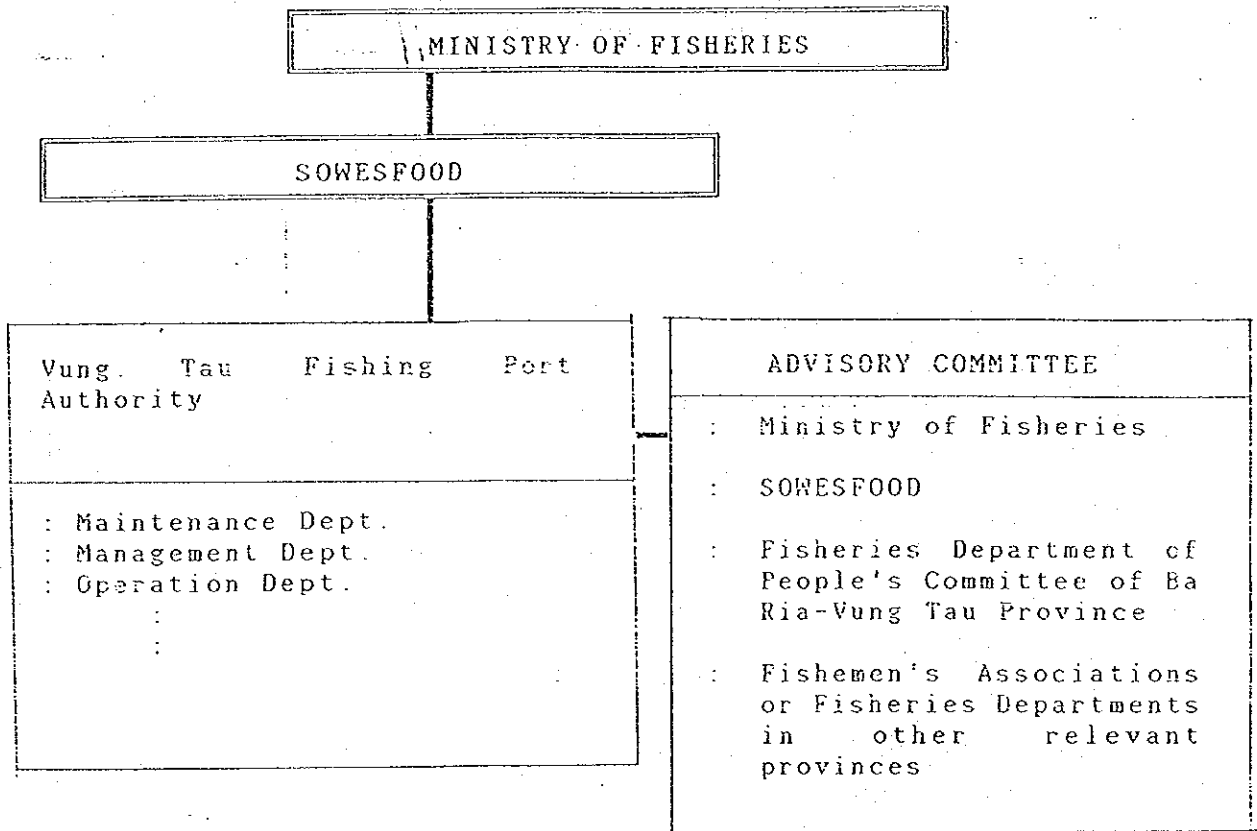 MINISTRY OF FISHERIES
SOWESFOOD
Vung. Tau Fishing Port
Authority
: Maintenance Dept.
: Management Dept.
: Operation Dept.
:
:
ADVISORY COMMITTEE
: Ministry of Fisheries
: SOWESFOOD
: Fisheries Department of
People's Committee of Ba
Ria-Vung Tau Province
: Fishemen's Associations
or Fisheries Departments
in other relevant
provinces